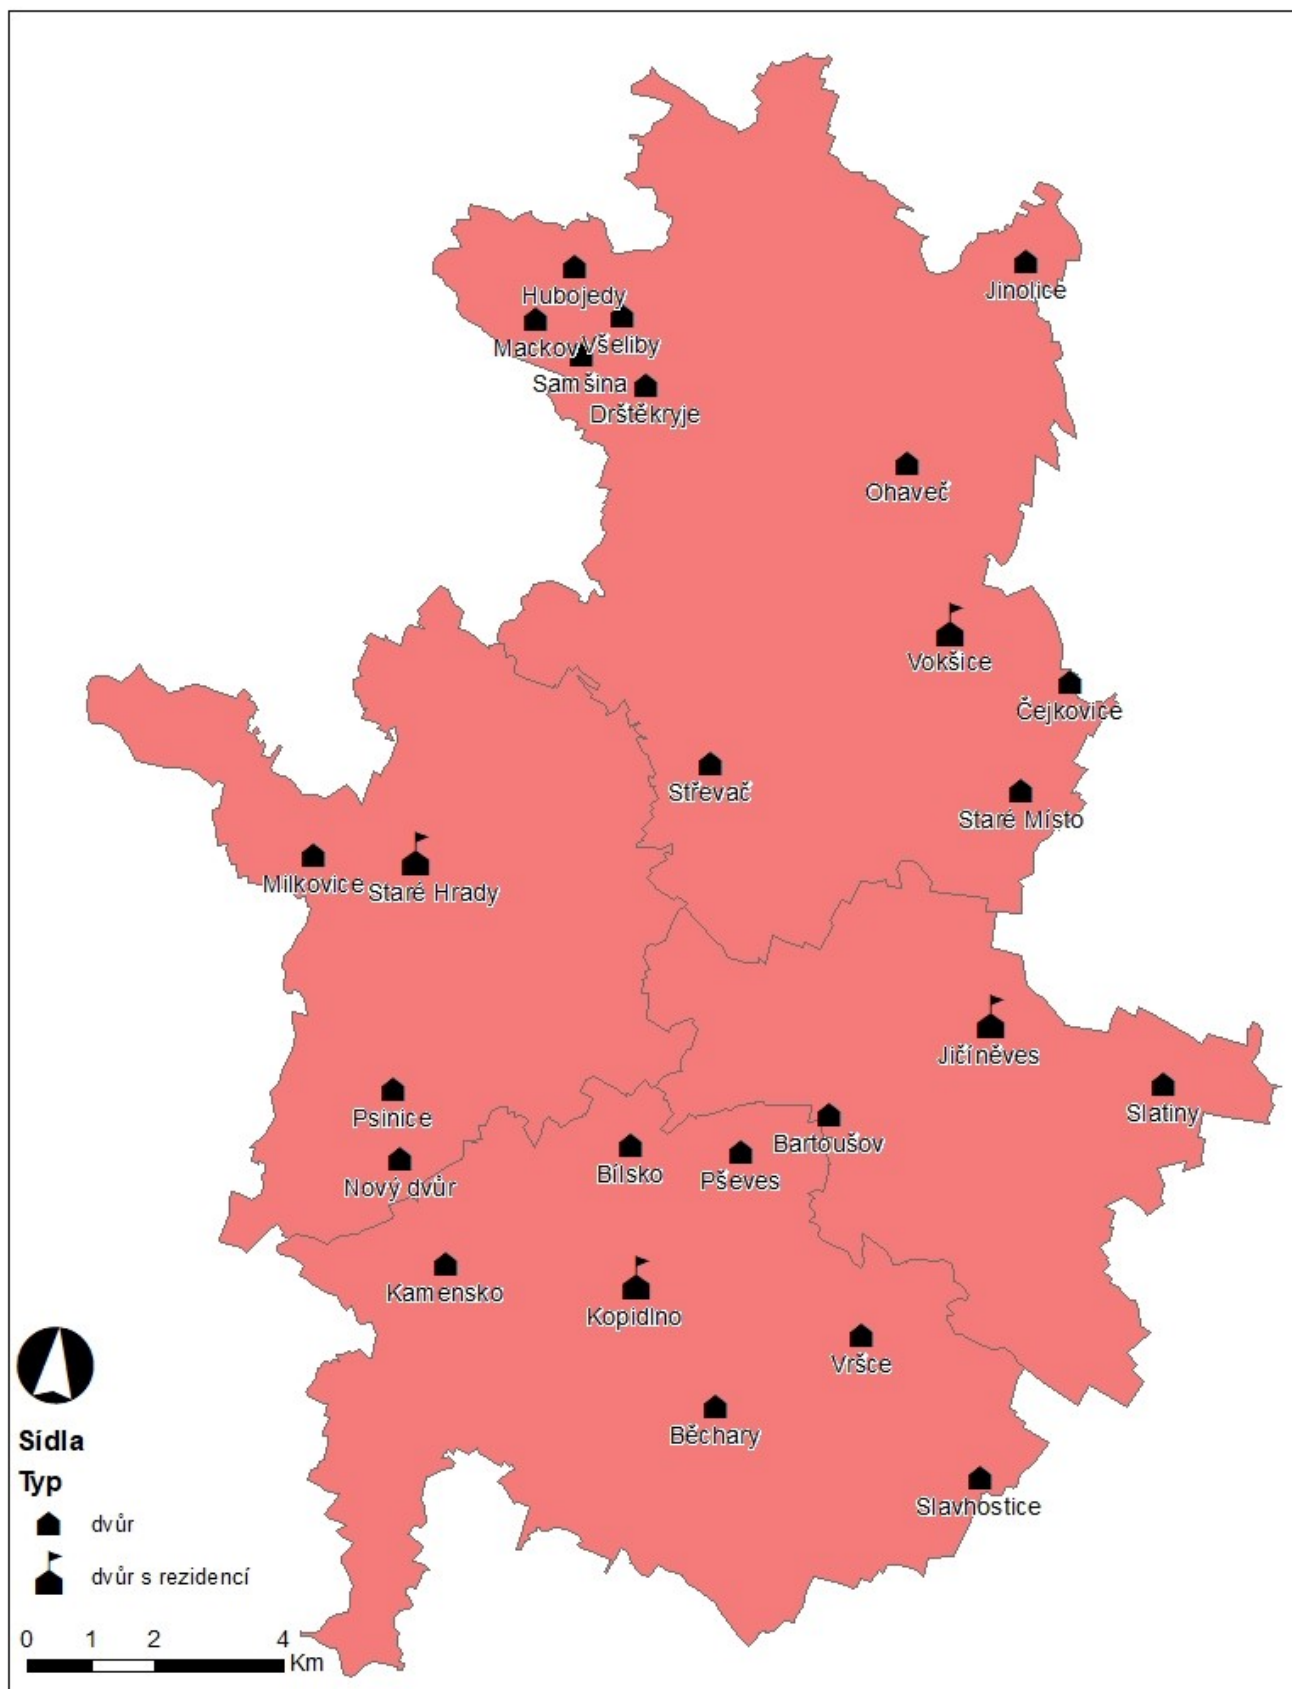 Jinolice
Hubojedy
Mackov
Všeliby
Samšina
Drštěkryje
Ohaveč
Vokšice
Čejkovice
Střevač
Staré Místo
Milkovice
Staré Hrady
Jičíněves
Psinice
Slatiny
Bartoušov
Bílsko
Pševes
Nový dvůr
Kamensko
Kopidlno
Vršce
Běchary
Slavhostice
Sídla
Typ
dvůr
dvůr s rezidencí
0 1 2 4
Km